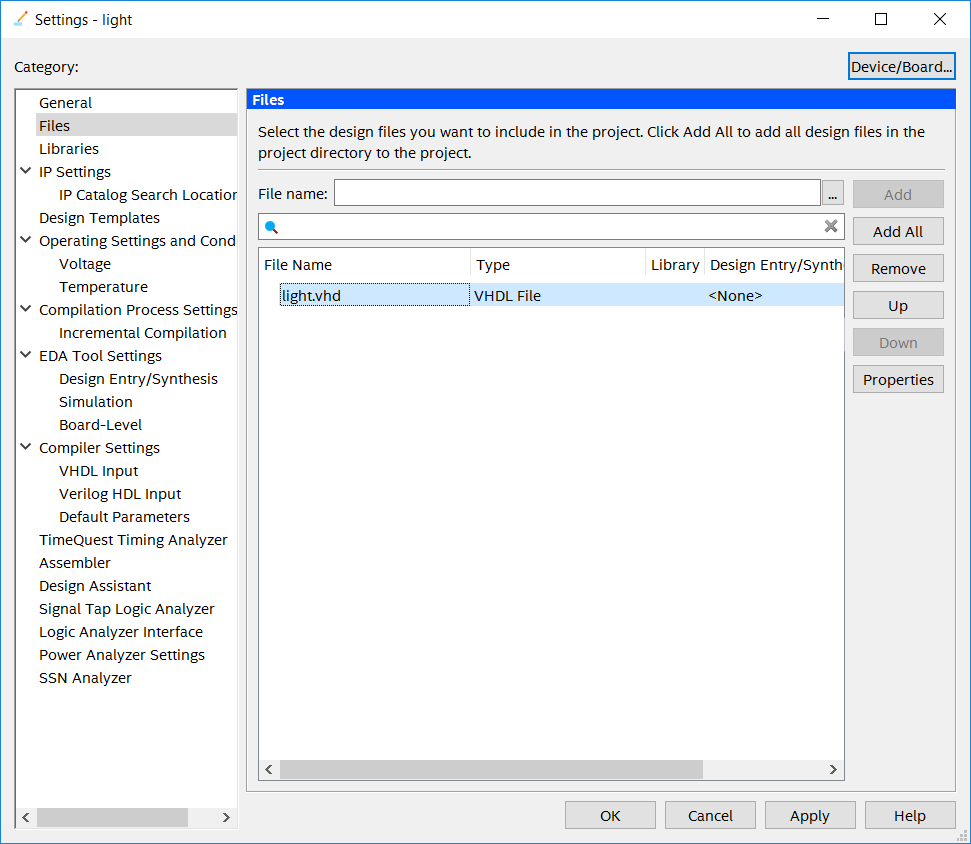 Settings - light
Category:
Device/Board...
General
Files
Libraries
IP Settings
IP Catalog Search Location
Design Templates
Operating Settings and Cond
Voltage
Temperature
Compilation Process Settings
Incremental Compilation
EDA Tool Settings
Design Entry/Synthesis
Simulation
Board-Level
Compiler Settings
VHDL Input
Verilog HDL Input
Default Parameters
TimeQuest Timing Analyzer
Assembler
Design Assistant
Signal Tap Logic Analyzer
Logic Analyzer Interface
Power Analyzer Settings
SSN Analyzer
Files
Select the design files you want to include in the project. Click Add All to add all design files in the
project directory to the project.
File name:
...
Add
Add All
Remove
Up
Down
Properties
File Name Type Library Design Entry/Synth
light.vhd VHDL File <None>
OK Cancel Apply Help